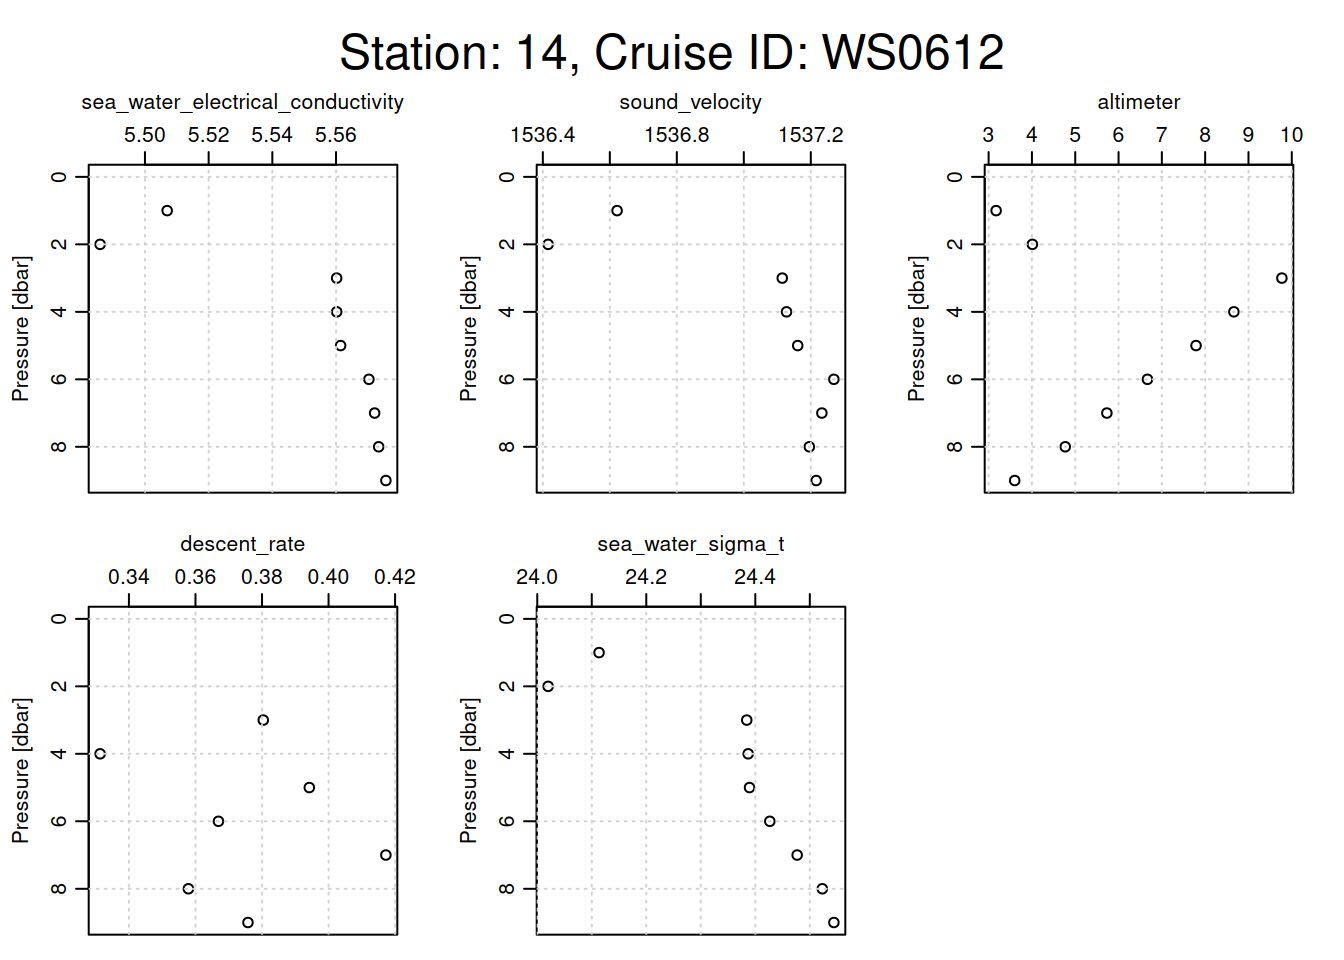 Station: 14, Cruise ID: WS0612
sea_water_electrical_conductivity
5.50 5.52 5.54 5.56
Pressure [dbar]
0
2
4
6
8
sound_velocity
1536.4 1536.8 1537.2
Pressure [dbar]
0
2
4
6
8
altimeter
3 4 5 6 7 8 9 10
Pressure [dbar]
0
2
4
6
8
descent_rate
0.34 0.36 0.38 0.40 0.42
Pressure [dbar]
0
2
4
6
8
sea_water_sigma_t
24.0 24.2 24.4
Pressure [dbar]
0
2
4
6
8